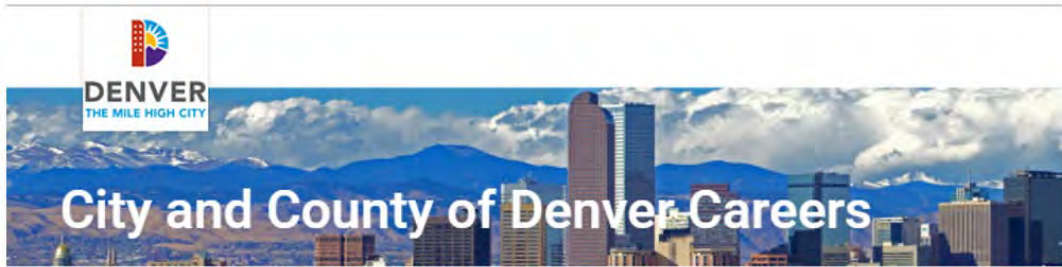 DENVER
THE MILE HIGH CITY
City and County of Denver Careers